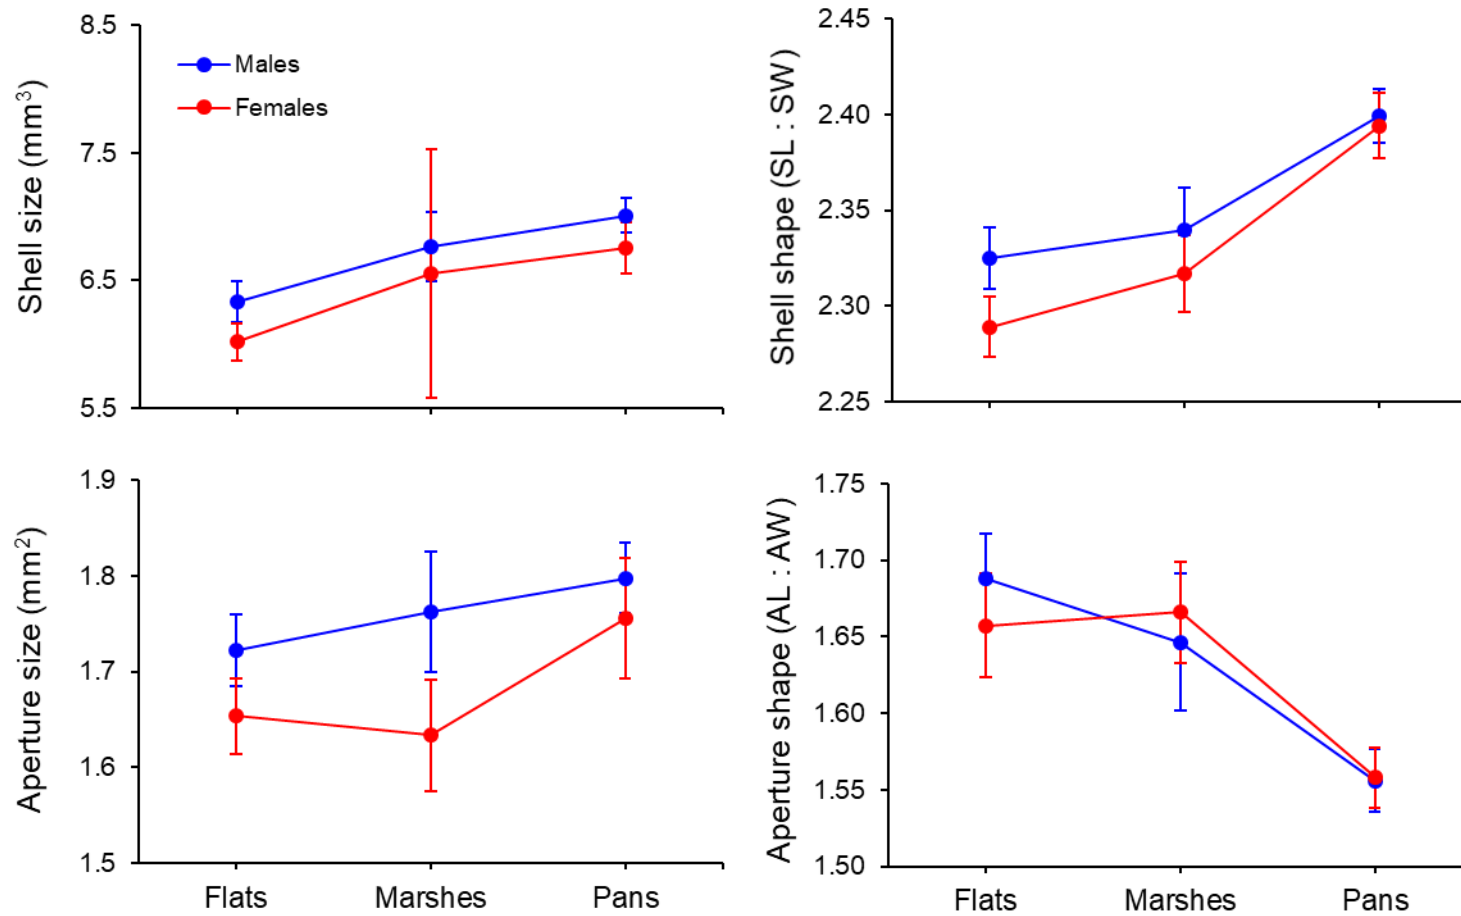 Shell size (mm³)
8.5
7.5
6.5
5.5
Males
Females
Shell shape (SL : SW)
2.45
2.40
2.35
2.30
2.25
Aperture size (mm²)
1.9
1.8
1.7
1.6
1.5
Flats Marshes Pans
Aperture shape (AL : AW)
1.75
1.70
1.65
1.60
1.55
1.50
Flats Marshes Pans